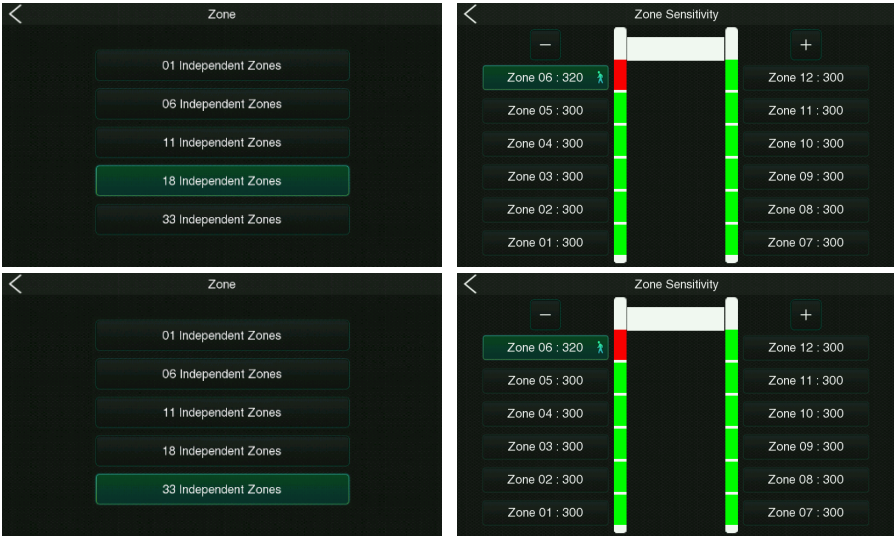 Zone
01 Independent Zones
06 Independent Zones
11 Independent Zones
18 Independent Zones
33 Independent Zones
Zone Sensitivity
− +
Zone 06 : 320 Zone 12 : 300
Zone 05 : 300 Zone 11 : 300
Zone 04 : 300 Zone 10 : 300
Zone 03 : 300 Zone 09 : 300
Zone 02 : 300 Zone 08 : 300
Zone 01 : 300 Zone 07 : 300
Zone
01 Independent Zones
06 Independent Zones
11 Independent Zones
18 Independent Zones
33 Independent Zones
Zone Sensitivity
− +
Zone 06 : 320 Zone 12 : 300
Zone 05 : 300 Zone 11 : 300
Zone 04 : 300 Zone 10 : 300
Zone 03 : 300 Zone 09 : 300
Zone 02 : 300 Zone 08 : 300
Zone 01 : 300 Zone 07 : 300